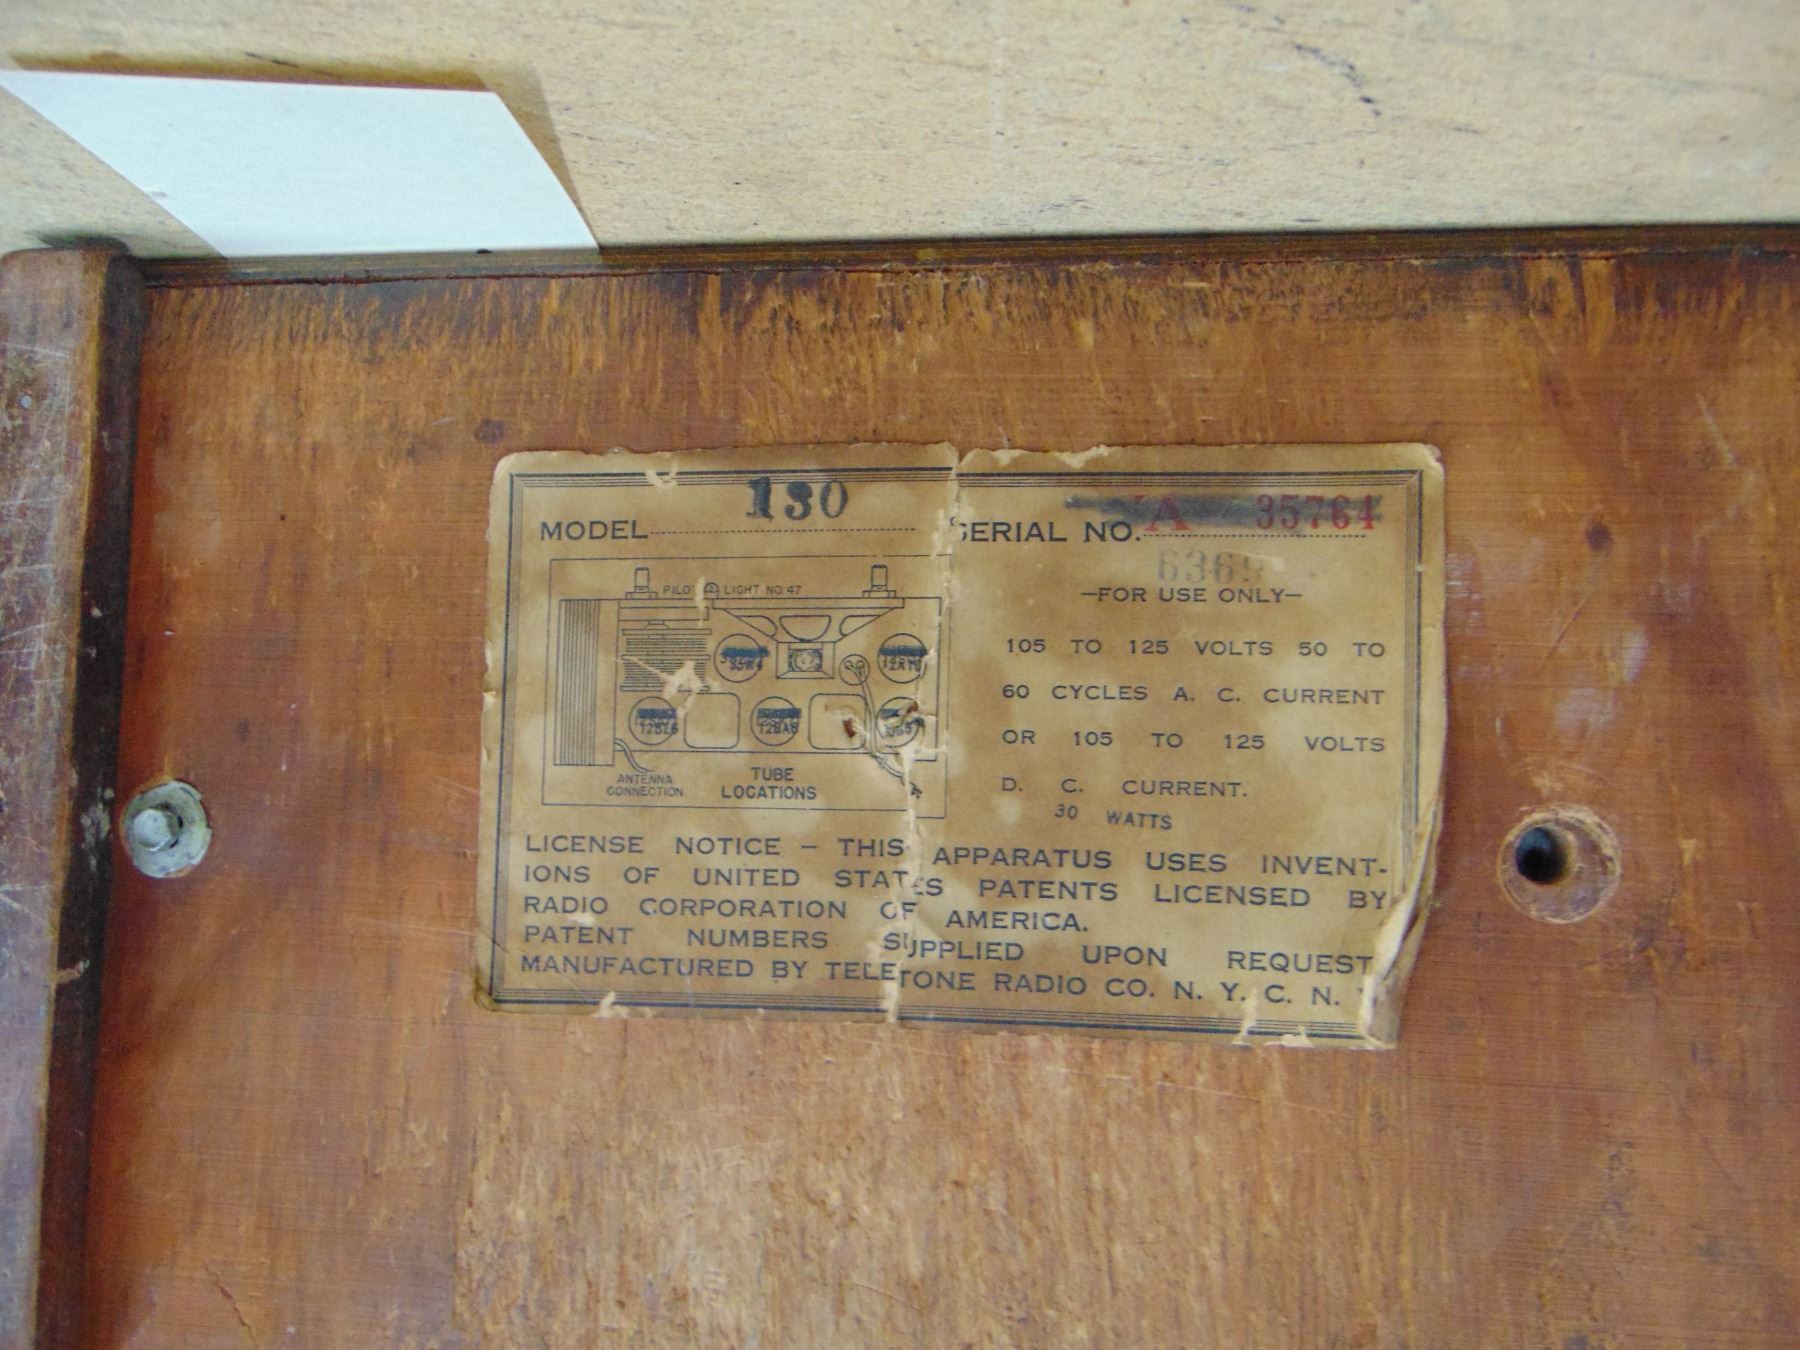 MODEL 130
SERIAL NO. A 35764
6369
PILOT LIGHT NO. 47
35W4
12BA6
ANTENNA
CONNECTION
TUBE
LOCATIONS
—FOR USE ONLY—
105 TO 125 VOLTS 50 TO
60 CYCLES A. C. CURRENT
OR 105 TO 125 VOLTS
D. C. CURRENT.
30 WATTS
LICENSE NOTICE — THIS APPARATUS USES INVENT-
IONS OF UNITED STATES PATENTS LICENSED BY
RADIO CORPORATION OF AMERICA.
PATENT NUMBERS SUPPLIED UPON REQUEST
MANUFACTURED BY TELETONE RADIO CO. N. Y. C. N.